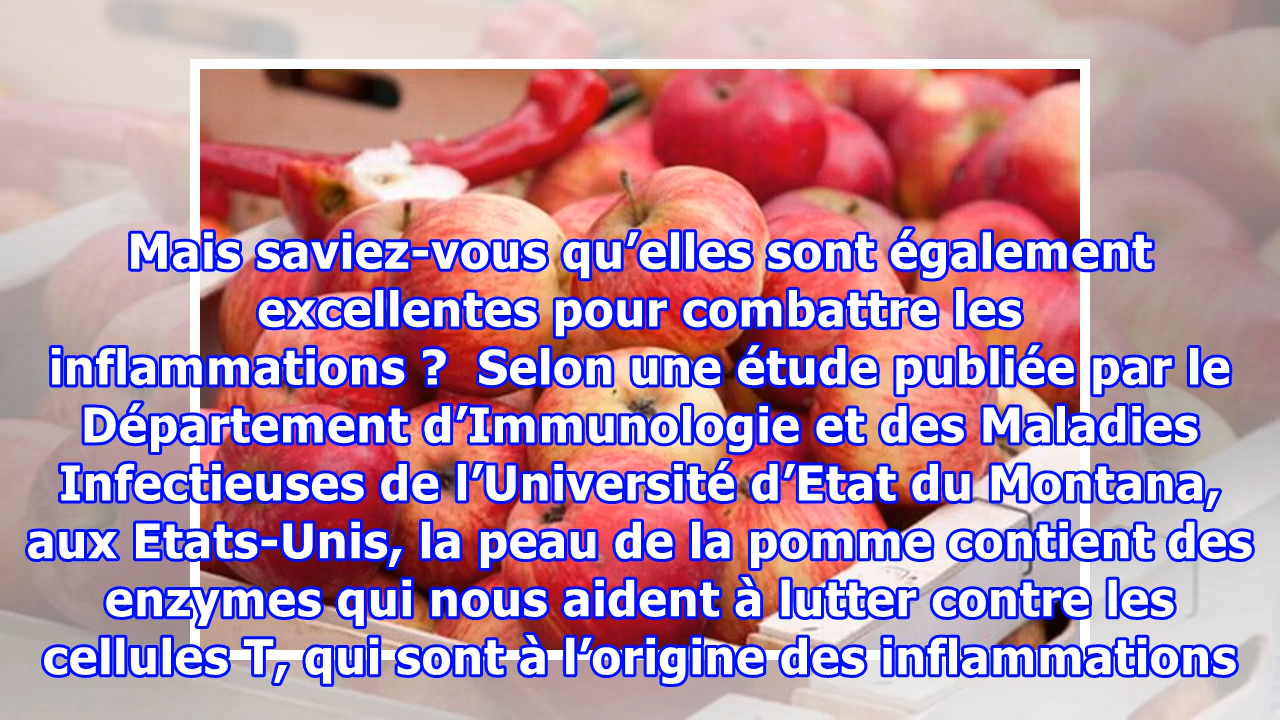 Mais saviez-vous qu’elles sont également
excellentes pour combattre les
inflammations ?  Selon une étude publiée par le
Département d’Immunologie et des Maladies
Infectieuses de l’Université d’Etat du Montana,
aux Etats-Unis, la peau de la pomme contient des
enzymes qui nous aident à lutter contre les
cellules T, qui sont à l’origine des inflammations